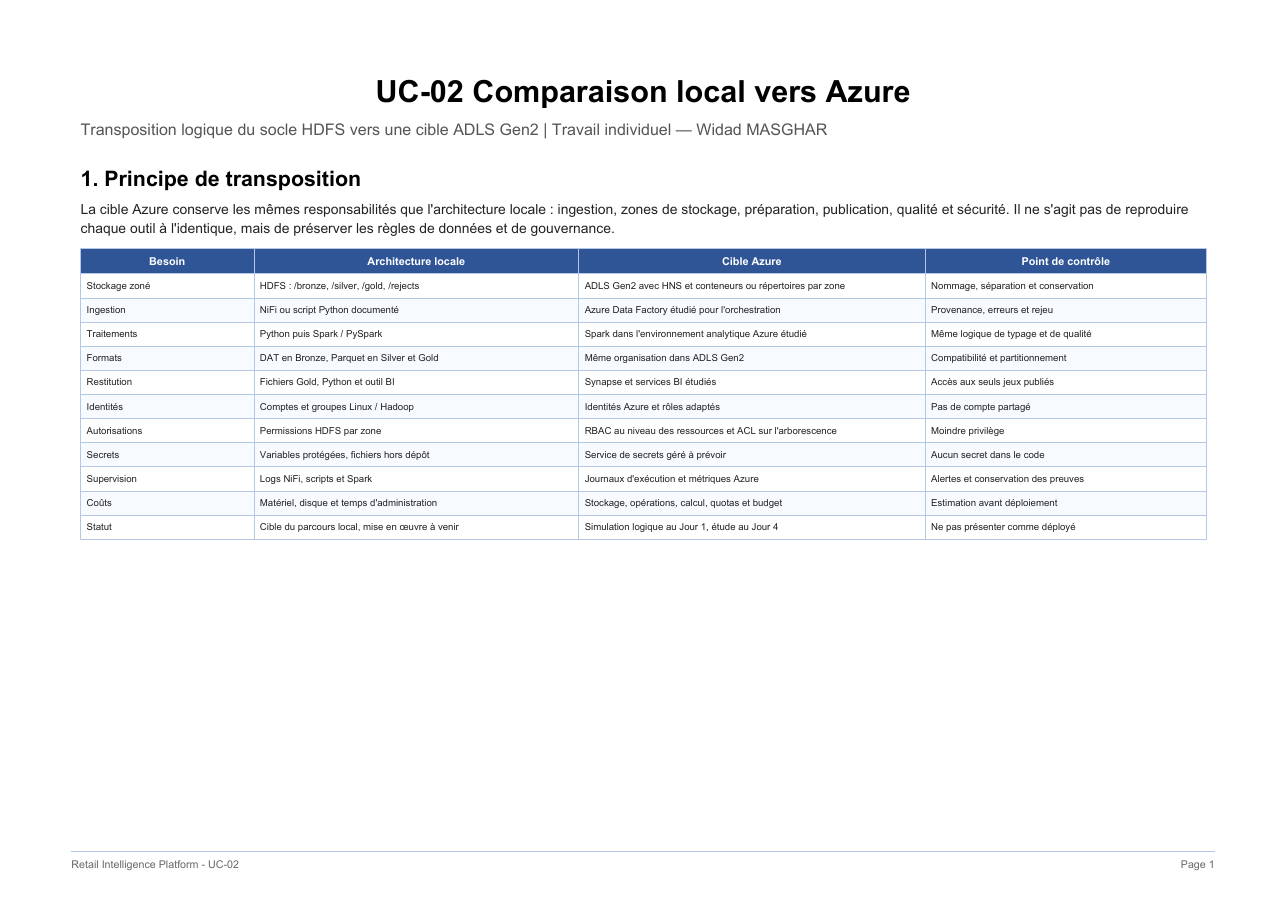 UC-02 Comparaison local vers Azure
Transposition logique du socle HDFS vers une cible ADLS Gen2 | Travail individuel — Widad MASGHAR
1. Principe de transposition
La cible Azure conserve les mêmes responsabilités que l'architecture locale : ingestion, zones de stockage, préparation, publication, qualité et sécurité. Il ne s'agit pas de reproduire
chaque outil à l'identique, mais de préserver les règles de données et de gouvernance.
Besoin Architecture locale Cible Azure Point de contrôle
Stockage zoné HDFS : /bronze, /silver, /gold, /rejects ADLS Gen2 avec HNS et conteneurs ou répertoires par zone Nommage, séparation et conservation
Ingestion NiFi ou script Python documenté Azure Data Factory étudié pour l'orchestration Provenance, erreurs et rejeu
Traitements Python puis Spark / PySpark Spark dans l'environnement analytique Azure étudié Même logique de typage et de qualité
Formats DAT en Bronze, Parquet en Silver et Gold Même organisation dans ADLS Gen2 Compatibilité et partitionnement
Restitution Fichiers Gold, Python et outil BI Synapse et services BI étudiés Accès aux seuls jeux publiés
Identités Comptes et groupes Linux / Hadoop Identités Azure et rôles adaptés Pas de compte partagé
Autorisations Permissions HDFS par zone RBAC au niveau des ressources et ACL sur l'arborescence Moindre privilège
Secrets Variables protégées, fichiers hors dépôt Service de secrets géré à prévoir Aucun secret dans le code
Supervision Logs NiFi, scripts et Spark Journaux d'exécution et métriques Azure Alertes et conservation des preuves
Coûts Matériel, disque et temps d'administration Stockage, opérations, calcul, quotas et budget Estimation avant déploiement
Statut Cible du parcours local, mise en œuvre à venir Simulation logique au Jour 1, étude au Jour 4 Ne pas présenter comme déployé
Retail Intelligence Platform - UC-02 Page 1